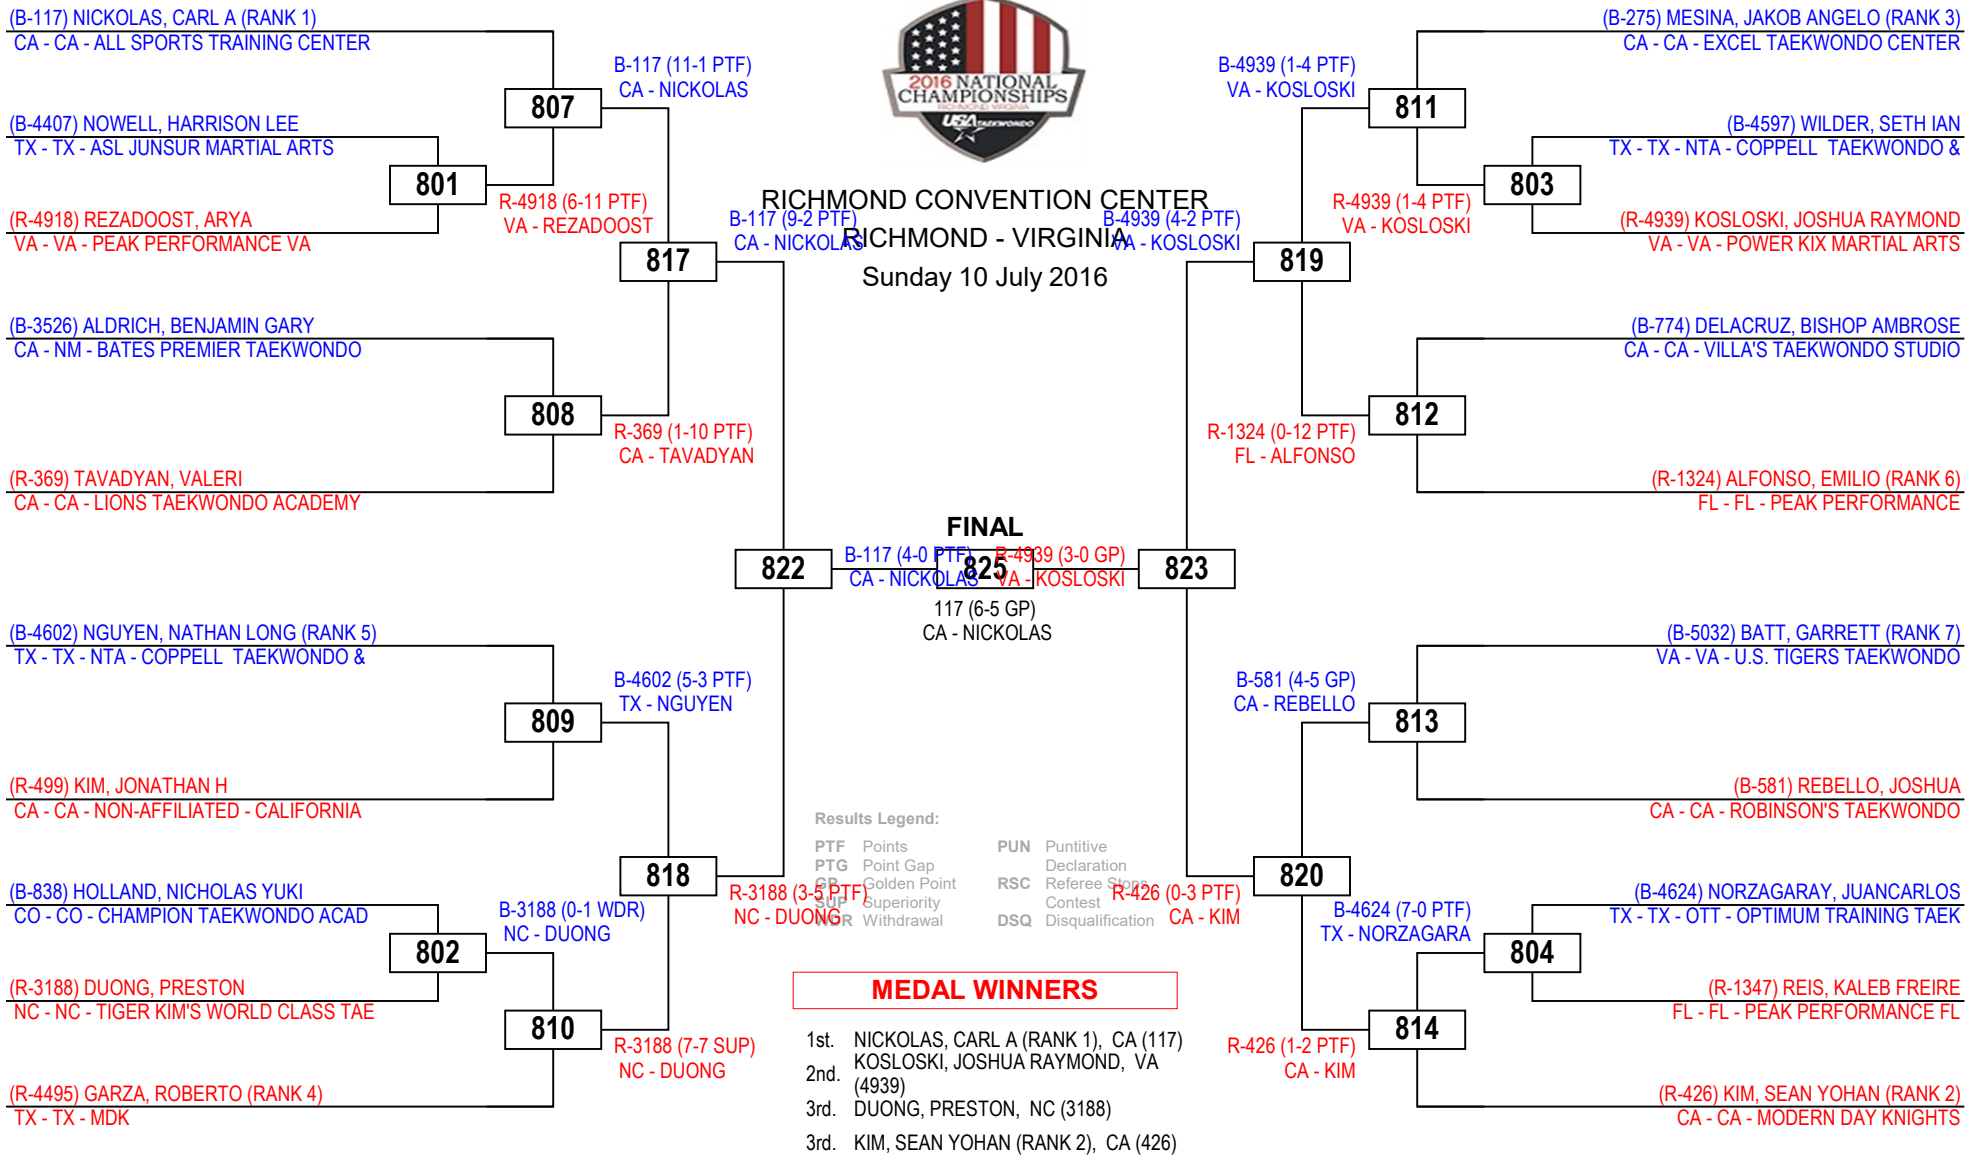 (B-117) NICKOLAS, CARL A (RANK 1)
CA - CA - ALL SPORTS TRAINING CENTER
(B-4407) NOWELL, HARRISON LEE
TX - TX - ASL JUNSUR MARTIAL ARTS
(R-4918) REZADOOST, ARYA
VA - VA - PEAK PERFORMANCE VA
(B-3526) ALDRICH, BENJAMIN GARY
CA - NM - BATES PREMIER TAEKWONDO
(R-369) TAVADYAN, VALERI
CA - CA - LIONS TAEKWONDO ACADEMY
(B-4602) NGUYEN, NATHAN LONG (RANK 5)
TX - TX - NTA - COPPELL TAEKWONDO &
(R-499) KIM, JONATHAN H
CA - CA - NON-AFFILIATED - CALIFORNIA
(B-838) HOLLAND, NICHOLAS YUKI
CO - CO - CHAMPION TAEKWONDO ACAD
(R-3188) DUONG, PRESTON
NC - NC - TIGER KIM'S WORLD CLASS TAE
(R-4495) GARZA, ROBERTO (RANK 4)
TX - TX - MDK
801
802
R-4918 (6-11 PTF)
VA - REZADOOST
B-3188 (0-1 WDR)
NC - DUONG
807
808
809
810
B-117 (11-1 PTF)
CA - NICKOLAS
R-369 (1-10 PTF)
CA - TAVADYAN
B-4602 (5-3 PTF)
TX - NGUYEN
R-3188 (7-7 SUP)
NC - DUONG
817
818
B-117 (9-2 PTF)
CA - NICKOLAS
R-3188 (3-5 PTF)
NC - DUONG
822
B-117 (4-0 PTF)
CA - NICKOLAS
2016 NATIONAL
CHAMPIONSHIPS
RICHMOND VIRGINIA
USA TAEKWONDO
RICHMOND CONVENTION CENTER
RICHMOND - VIRGINIA
Sunday 10 July 2016
FINAL
825
117 (6-5 GP)
CA - NICKOLAS
R-4939 (3-0 GP)
VA - KOSLOSKI
823
B-4939 (4-2 PTF)
VA - KOSLOSKI
R-426 (0-3 PTF)
CA - KIM
819
820
B-4939 (1-4 PTF)
VA - KOSLOSKI
R-1324 (0-12 PTF)
FL - ALFONSO
B-581 (4-5 GP)
CA - REBELLO
R-426 (1-2 PTF)
CA - KIM
811
812
813
814
R-4939 (1-4 PTF)
VA - KOSLOSKI
B-4624 (7-0 PTF)
TX - NORZAGARA
803
804
(B-275) MESINA, JAKOB ANGELO (RANK 3)
CA - CA - EXCEL TAEKWONDO CENTER
(B-4597) WILDER, SETH IAN
TX - TX - NTA - COPPELL TAEKWONDO &
(R-4939) KOSLOSKI, JOSHUA RAYMOND
VA - VA - POWER KIX MARTIAL ARTS
(B-774) DELACRUZ, BISHOP AMBROSE
CA - CA - VILLA'S TAEKWONDO STUDIO
(R-1324) ALFONSO, EMILIO (RANK 6)
FL - FL - PEAK PERFORMANCE
(B-5032) BATT, GARRETT (RANK 7)
VA - VA - U.S. TIGERS TAEKWONDO
(B-581) REBELLO, JOSHUA
CA - CA - ROBINSON'S TAEKWONDO
(B-4624) NORZAGARAY, JUANCARLOS
TX - TX - OTT - OPTIMUM TRAINING TAEK
(R-1347) REIS, KALEB FREIRE
FL - FL - PEAK PERFORMANCE FL
(R-426) KIM, SEAN YOHAN (RANK 2)
CA - CA - MODERN DAY KNIGHTS
Results Legend:
PTF Points
PTG Point Gap
GP Golden Point
SUP Superiority
WDR Withdrawal
PUN Puntitive
Declaration
RSC Referee Stops
Contest
DSQ Disqualification
MEDAL WINNERS
1st. NICKOLAS, CARL A (RANK 1), CA (117)
2nd. KOSLOSKI, JOSHUA RAYMOND, VA
(4939)
3rd. DUONG, PRESTON, NC (3188)
3rd. KIM, SEAN YOHAN (RANK 2), CA (426)